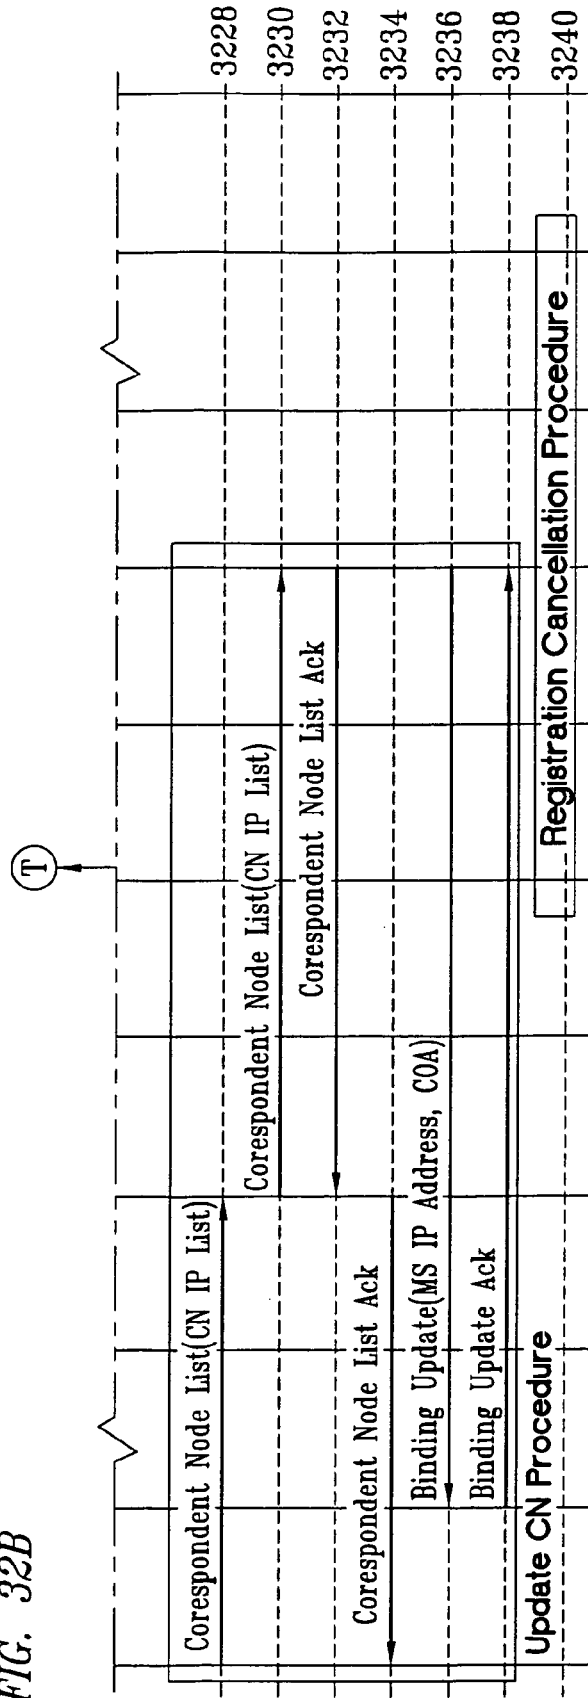 FIG. 32B
T
Corespondent Node List(CN IP List)
3228
Corespondent Node List(CN IP List)
3230
Corespondent Node List Ack
3232
Corespondent Node List Ack
3234
Binding Update(MS IP Address, COA)
3236
Binding Update Ack
3238
Update CN Procedure
Registration Cancellation Procedure
3240